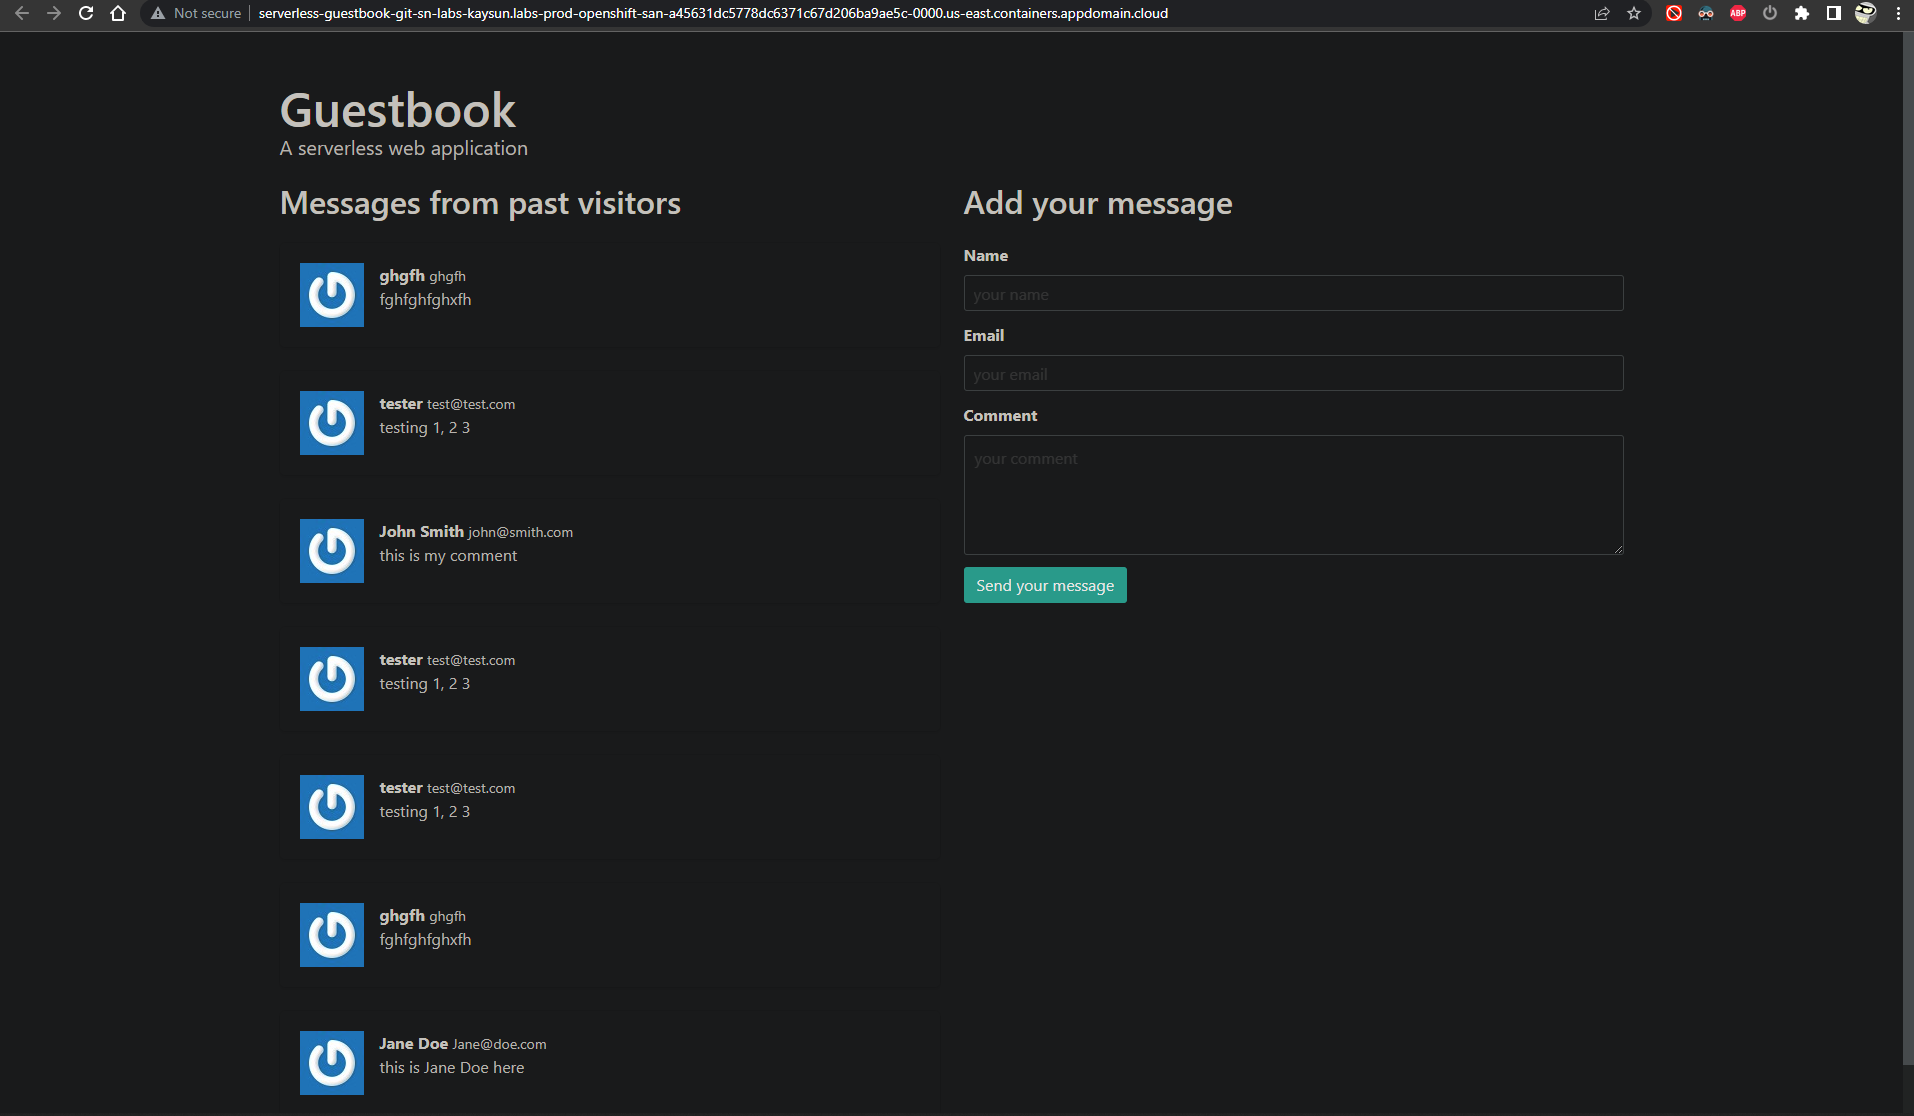 Not secure
serverless-guestbook-git-sn-labs-kaysun.labs-prod-openshift-san-a45631dc5778dc6371c67d206ba9ae5c-0000.us-east.containers.appdomain.cloud
ABP
Guestbook
A serverless web application
Messages from past visitors
ghgfh ghgfh
fghfghfghxfh
tester test@test.com
testing 1, 2 3
John Smith john@smith.com
this is my comment
tester test@test.com
testing 1, 2 3
tester test@test.com
testing 1, 2 3
ghgfh ghgfh
fghfghfghxfh
Jane Doe Jane@doe.com
this is Jane Doe here
Add your message
Name
your name
Email
your email
Comment
your comment
Send your message